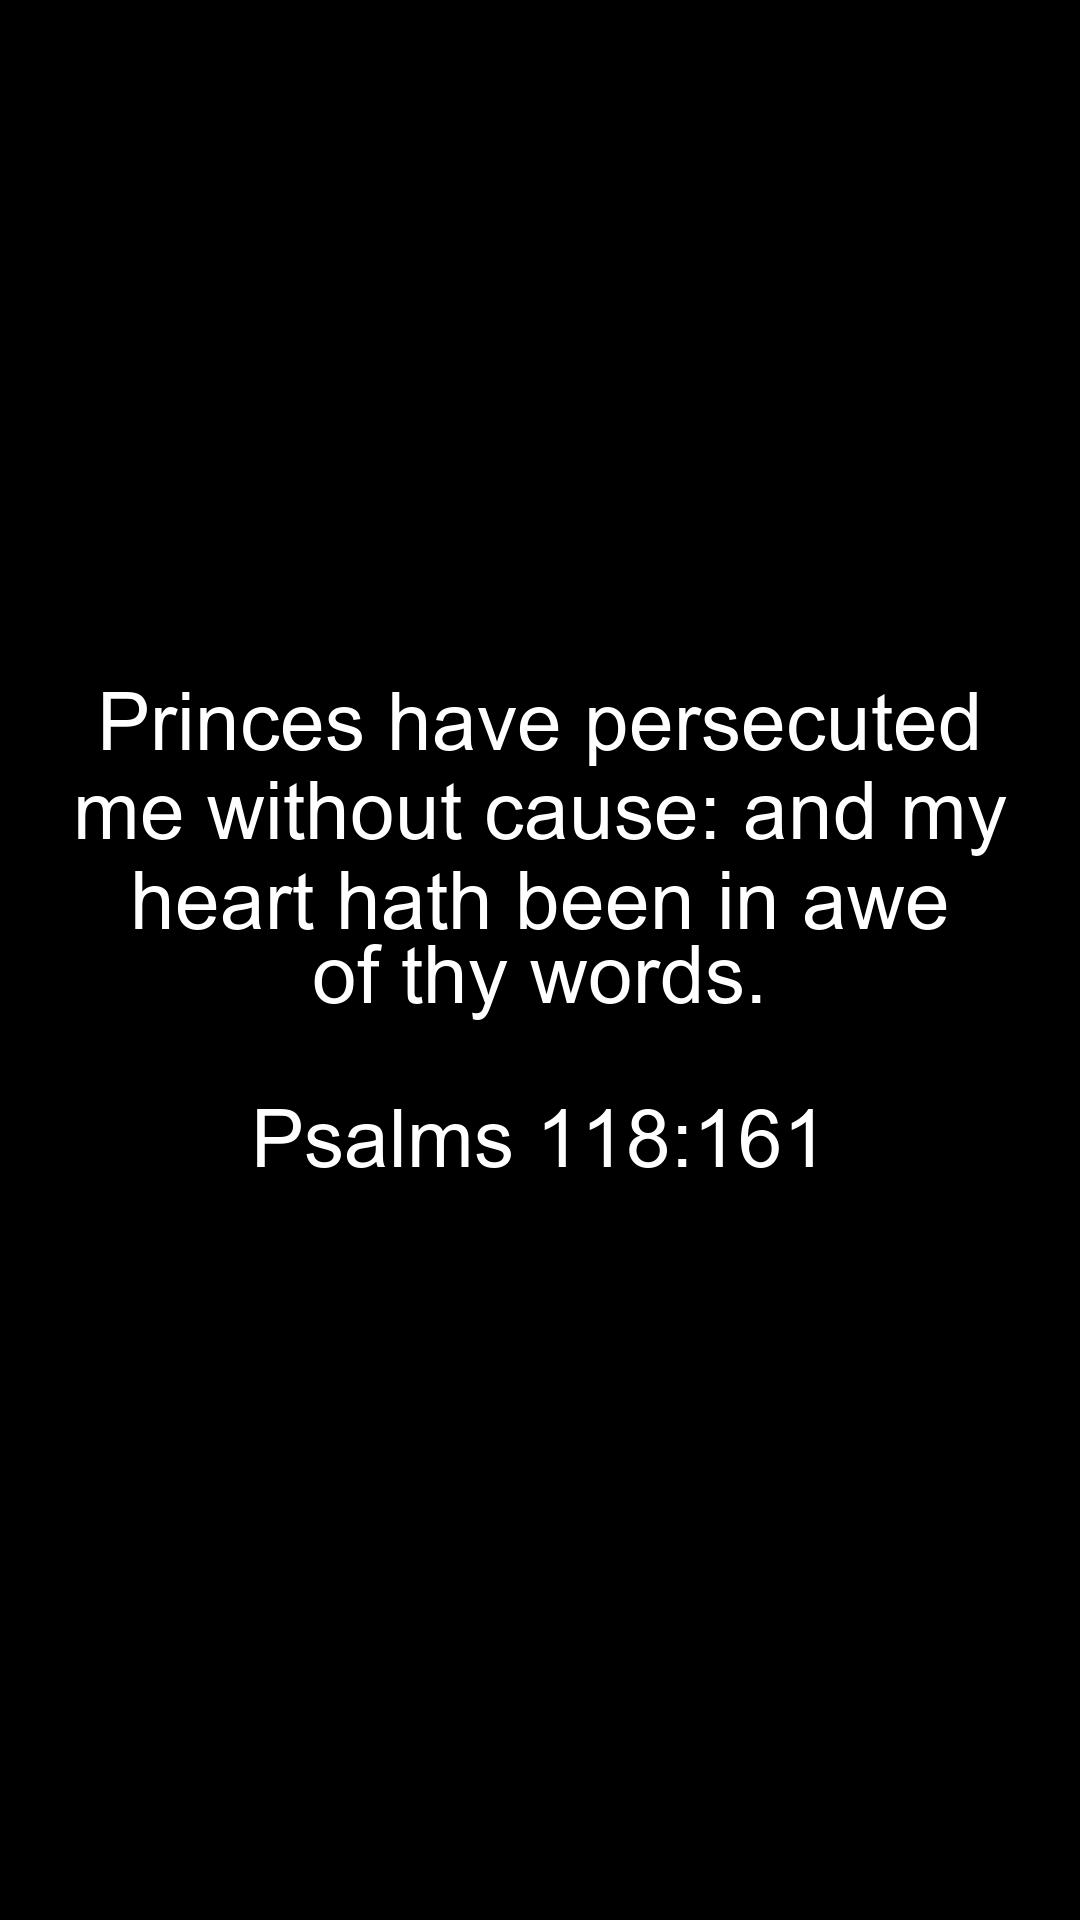 Princes have persecuted
me without cause: and my
heart hath been in awe
of thy words.
Psalms 118:161